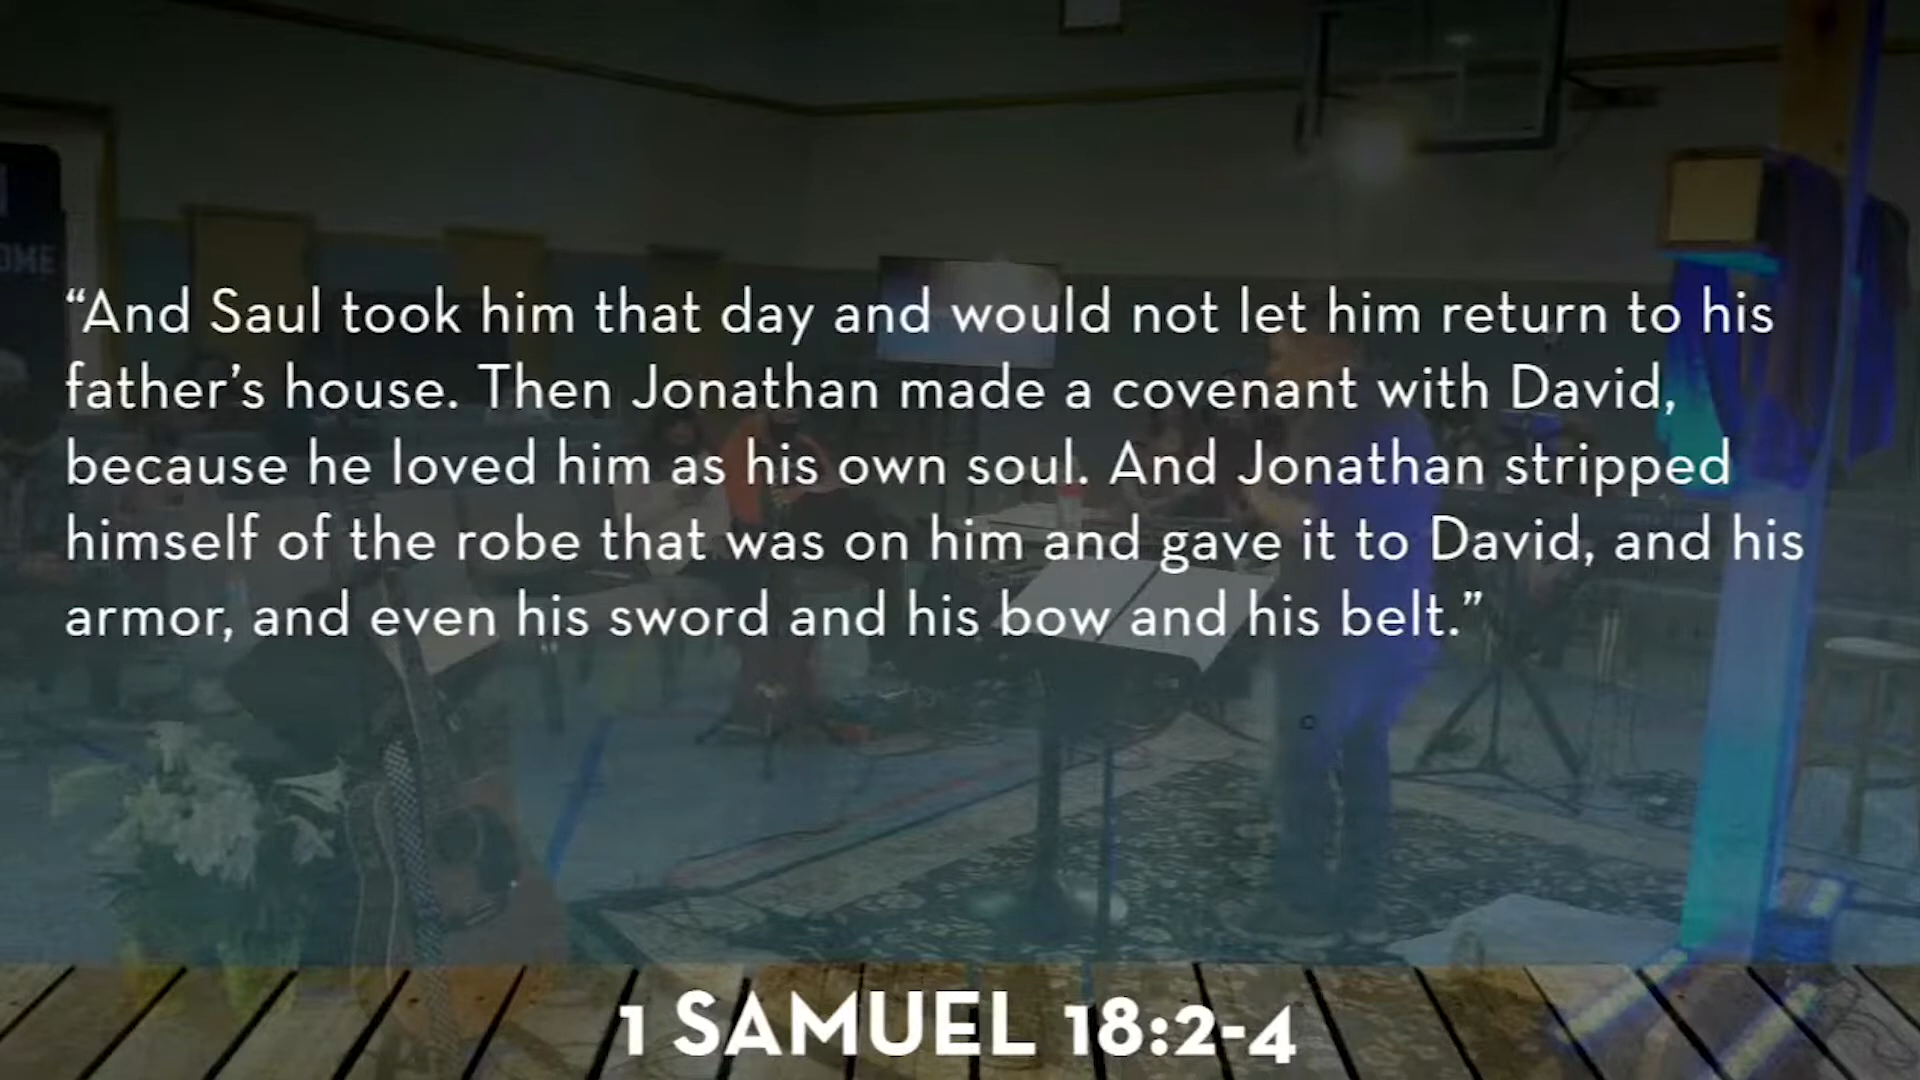 OME
“And Saul took him that day and would not let him return to his
father’s house. Then Jonathan made a covenant with David,
because he loved him as his own soul. And Jonathan stripped
himself of the robe that was on him and gave it to David, and his
armor, and even his sword and his bow and his belt.”
1 SAMUEL 18:2-4